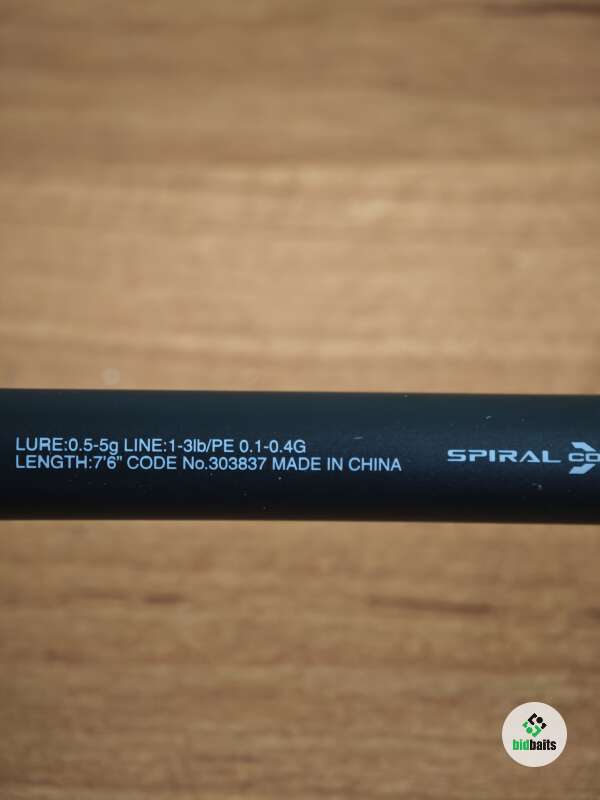 LURE:0.5-5g LINE:1-3lb/PE 0.1-0.4G
LENGTH:7'6" CODE No.303837 MADE IN CHINA
SPIRAL CO
bidbaits